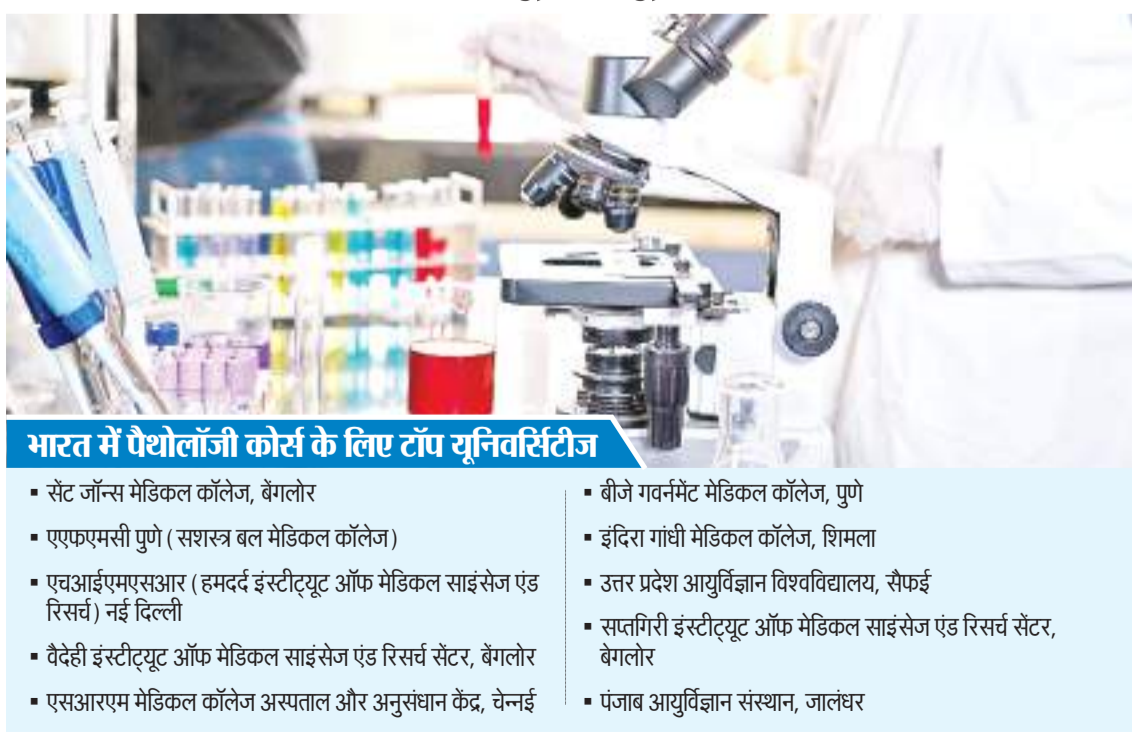 भारत में पैथोलॉजी कोर्स के लिए टॉप यूनिवर्सिटीज
▪ सेंट जॉन्स मेडिकल कॉलेज, बेंगलोर
▪ एएफएमसी पुणे (सशस्त्र बल मेडिकल कॉलेज)
▪ एचआईएमएसआर (हमदर्द इंस्टीट्यूट ऑफ मेडिकल साइंसेज एंड
रिसर्च) नई दिल्ली
▪ वैदेही इंस्टीट्यूट ऑफ मेडिकल साइंसेज एंड रिसर्च सेंटर, बेंगलोर
▪ एसआरएम मेडिकल कॉलेज अस्पताल और अनुसंधान केंद्र, चेन्नई
▪ बीजे गवर्नमेंट मेडिकल कॉलेज, पुणे
▪ इंदिरा गांधी मेडिकल कॉलेज, शिमला
▪ उत्तर प्रदेश आयुर्विज्ञान विश्वविद्यालय, सैफई
▪ सप्तगिरी इंस्टीट्यूट ऑफ मेडिकल साइंसेज एंड रिसर्च सेंटर,
बेगलोर
▪ पंजाब आयुर्विज्ञान संस्थान, जालंधर